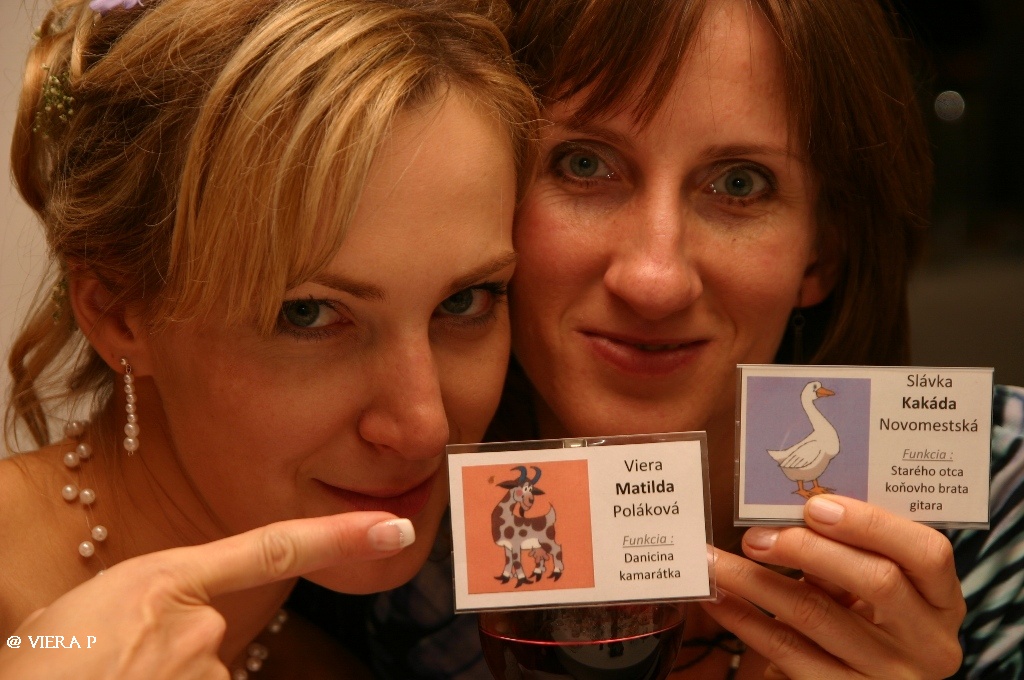 Viera
Matilda
Poláková
Funkcia :
Danicina
kamarátka
Slávka
Kakáda
Novomestská
Funkcia :
Starého otca
koňovho brata
gitara
@ VIERA P